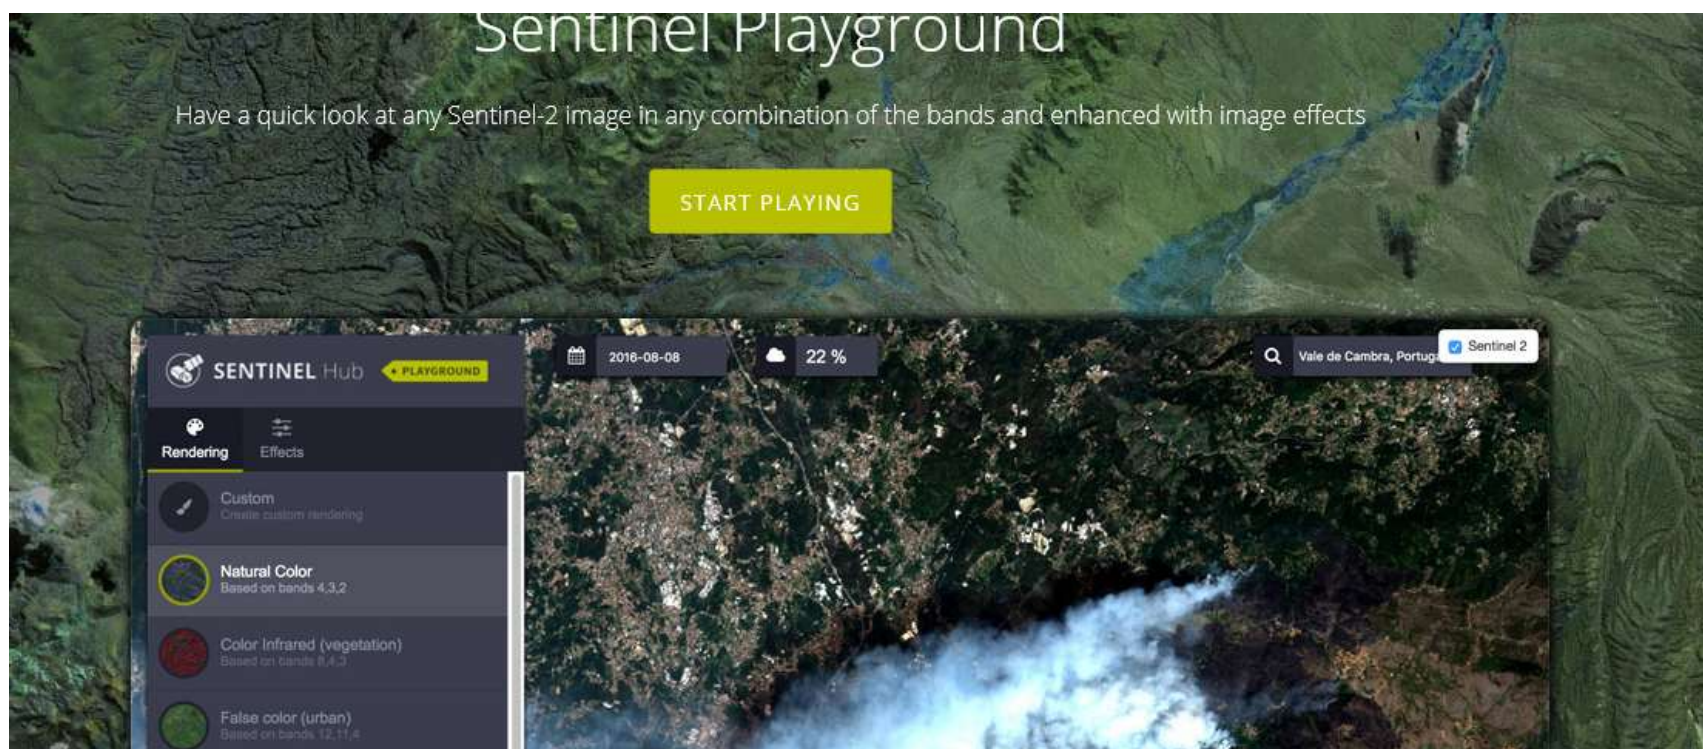 Sentinel Playground
Have a quick look at any Sentinel-2 image in any combination of the bands and enhanced with image effects
START PLAYING
SENTINEL Hub PLAYGROUND
2016-08-08
22 %
Vale de Cambra, Portuga
Sentinel 2
Rendering
Effects
Custom
Create custom rendering
Natural Color
Based on bands 4,3,2
Color Infrared (vegetation)
Based on bands 8,4,3
False color (urban)
Based on bands 12,11,4